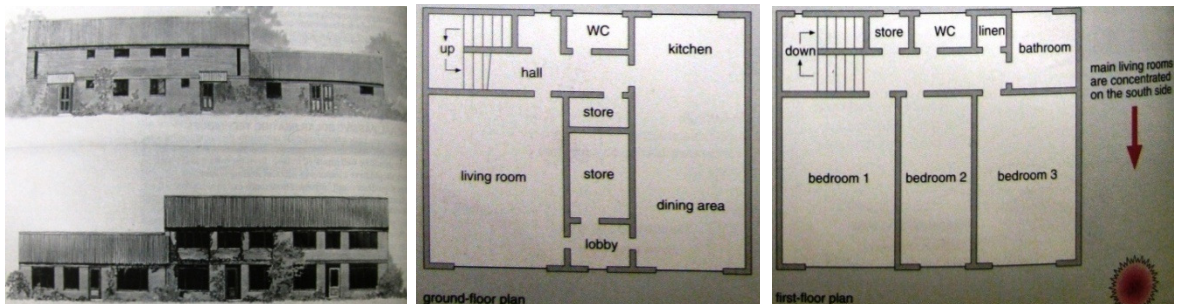 WC
kitchen
up
hall
store
living room
store
dining area
lobby
ground-floor plan
store
WC
linen
down
bathroom
bedroom 1
bedroom 2
bedroom 3
first-floor plan
main living rooms
are concentrated
on the south side